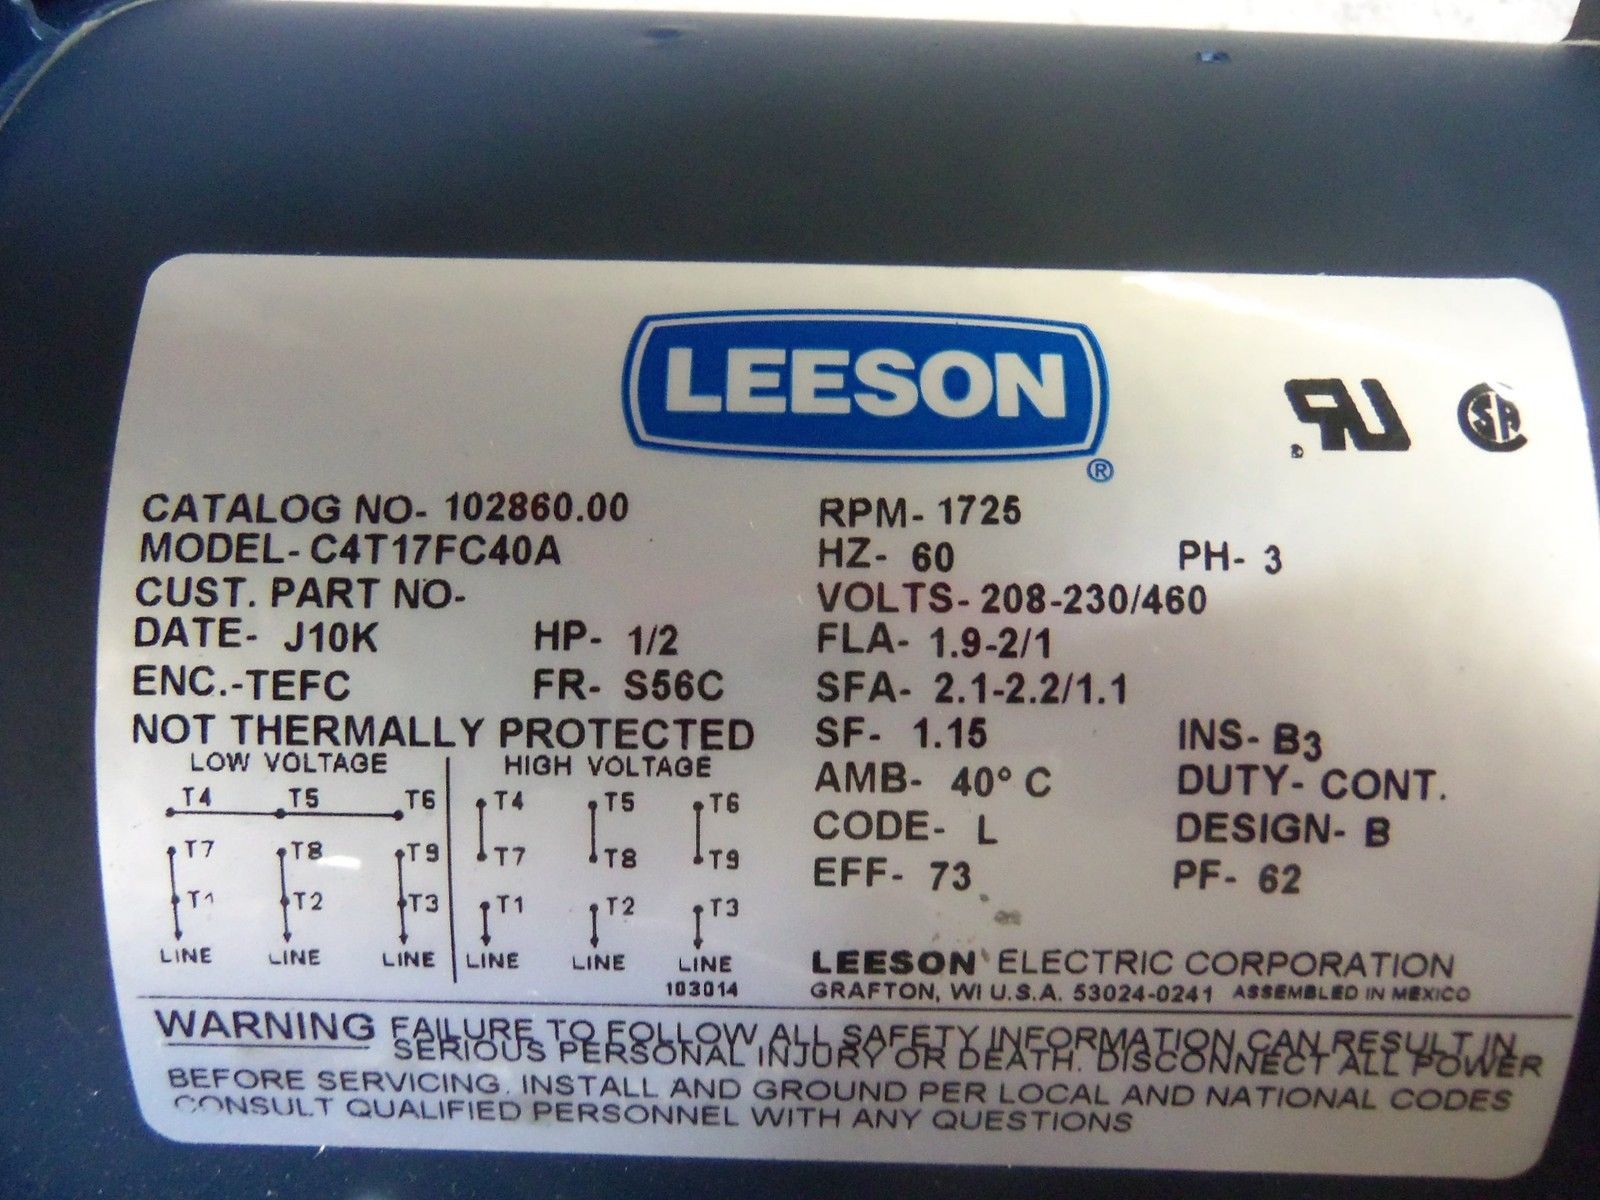 LEESON
®
CATALOG NO- 102860.00
MODEL- C4T17FC40A
CUST. PART NO-
DATE- J10K HP- 1/2
ENC.-TEFC FR- S56C
NOT THERMALLY PROTECTED
RPM- 1725
HZ- 60 PH- 3
VOLTS- 208-230/460
FLA- 1.9-2/1
SFA- 2.1-2.2/1.1
SF- 1.15 INS- B3
AMB- 40° C DUTY- CONT.
CODE- L DESIGN- B
EFF- 73 PF- 62
LOW VOLTAGE
T4 T5 T6
T7 T8 T9
T1 T2 T3
LINE LINE LINE
HIGH VOLTAGE
T4 T5 T6
T7 T8 T9
T1 T2 T3
LINE LINE LINE
103014
LEESON ELECTRIC CORPORATION
GRAFTON, WI U.S.A. 53024-0241 ASSEMBLED IN MEXICO
WARNING FAILURE TO FOLLOW ALL SAFETY INFORMATION CAN RESULT IN
SERIOUS PERSONAL INJURY OR DEATH. DISCONNECT ALL POWER
BEFORE SERVICING. INSTALL AND GROUND PER LOCAL AND NATIONAL CODES
CONSULT QUALIFIED PERSONNEL WITH ANY QUESTIONS